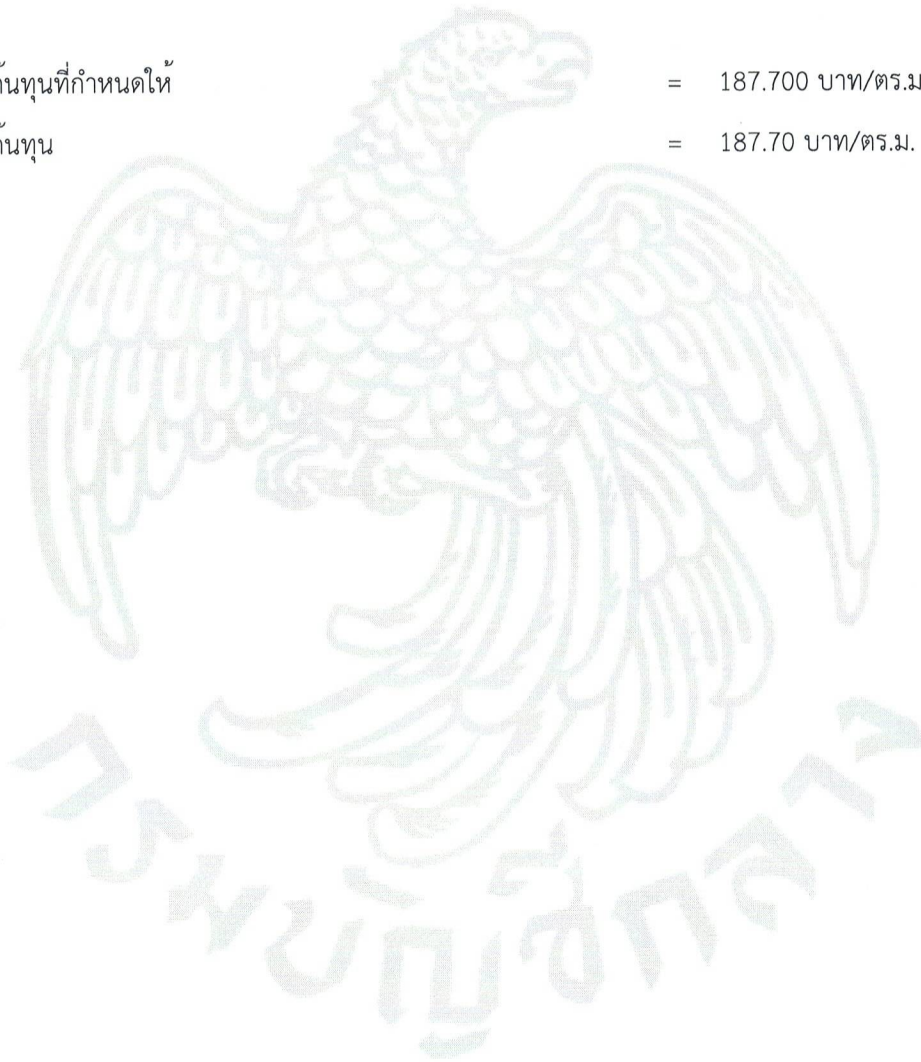 ้นทุนที่กำหนดให้ = 187.700 บาท/ตร.ม
้นทุน = 187.70 บาท/ตร.ม.
กรมบัญชีกลาง